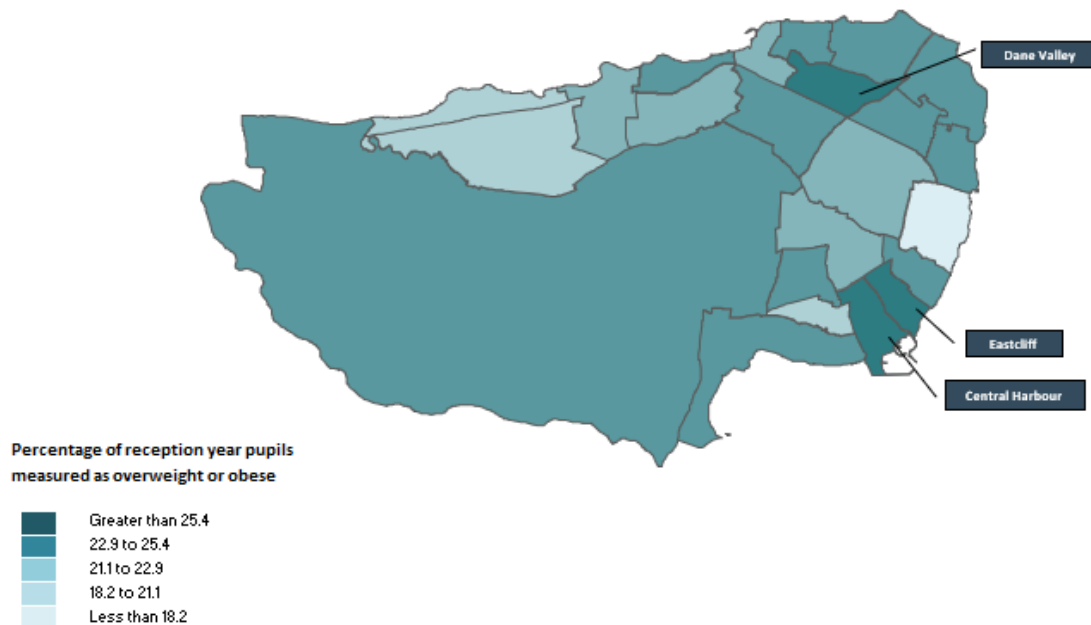 Dane Valley
Eastcliff
Central Harbour
Percentage of reception year pupils
measured as overweight or obese
Greater than 25.4
22.9 to 25.4
21.1 to 22.9
18.2 to 21.1
Less than 18.2